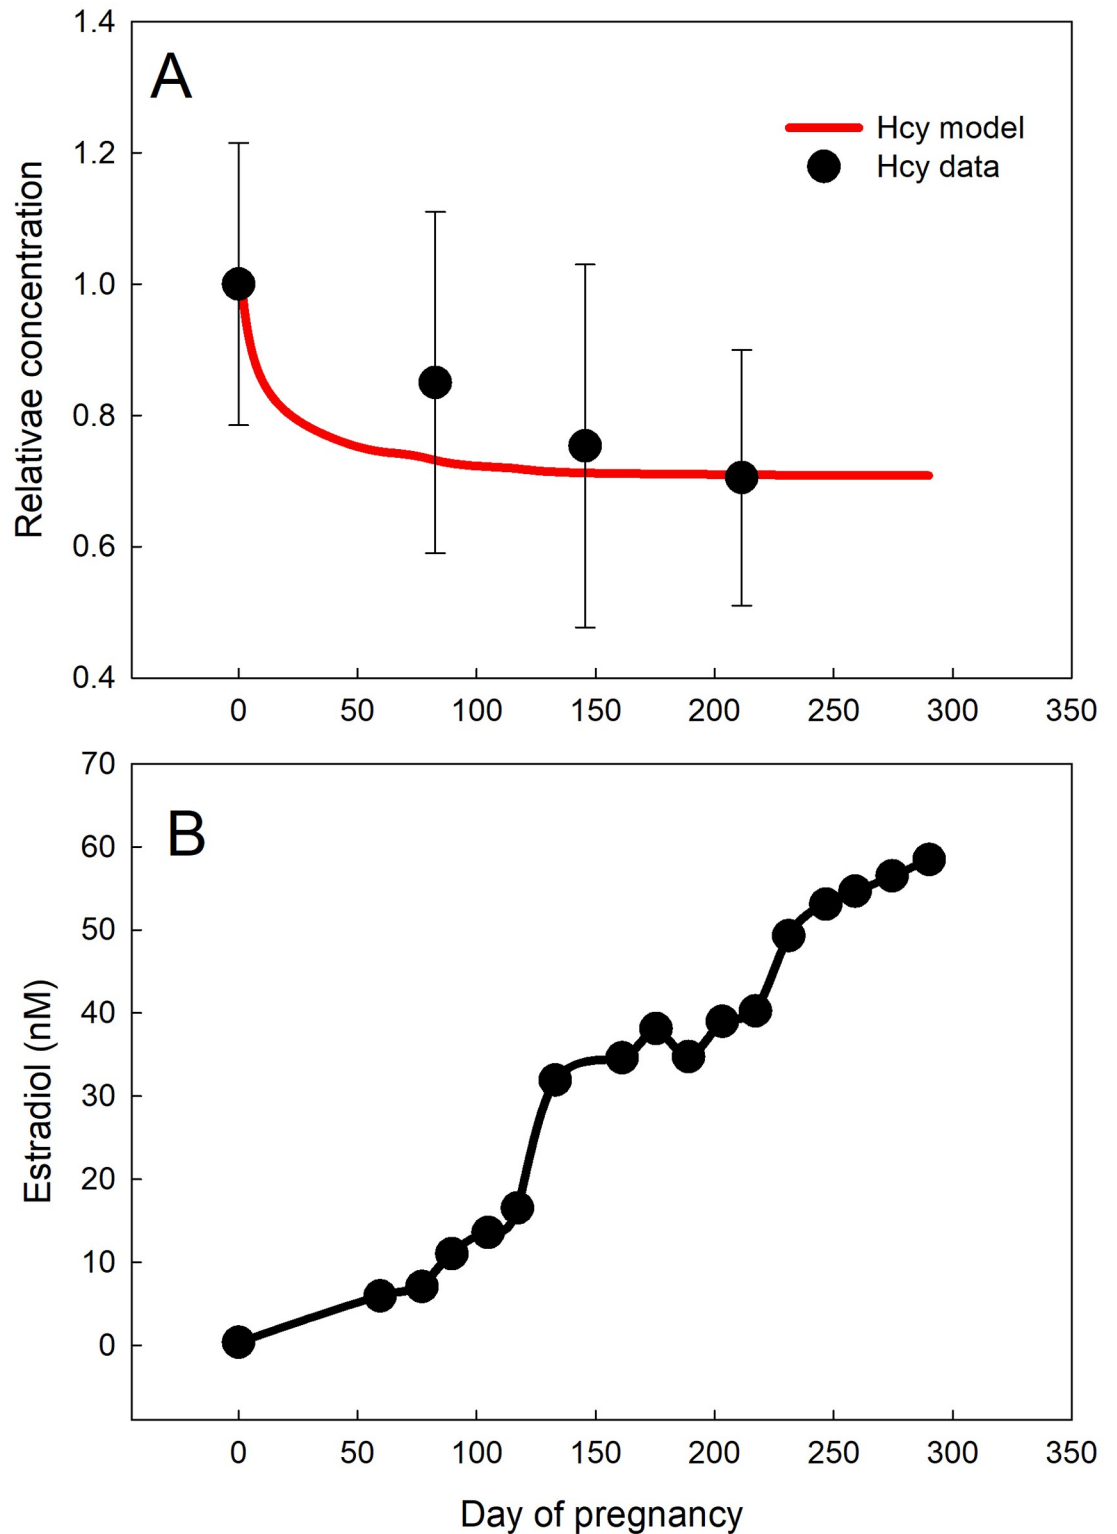 1.4
A
Hcy model
1.2
Hcy data
Relativae concentration
1.0
0.8
0.6
0.4
0 50 100 150 200 250 300 350
70
B
60
50
40
Estradiol (nM)
30
20
10
0
0 50 100 150 200 250 300 350
Day of pregnancy